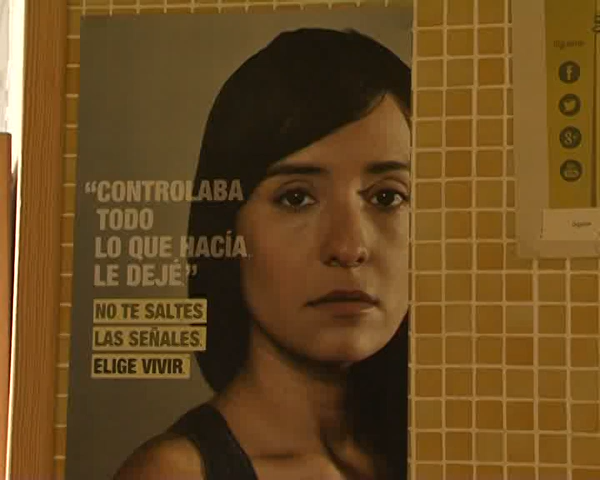 “CONTROLABA
TODO
LO QUE HACÍA.
LE DEJÉ”
NO TE SALTES
LAS SEÑALES.
ELIGE VIVIR.